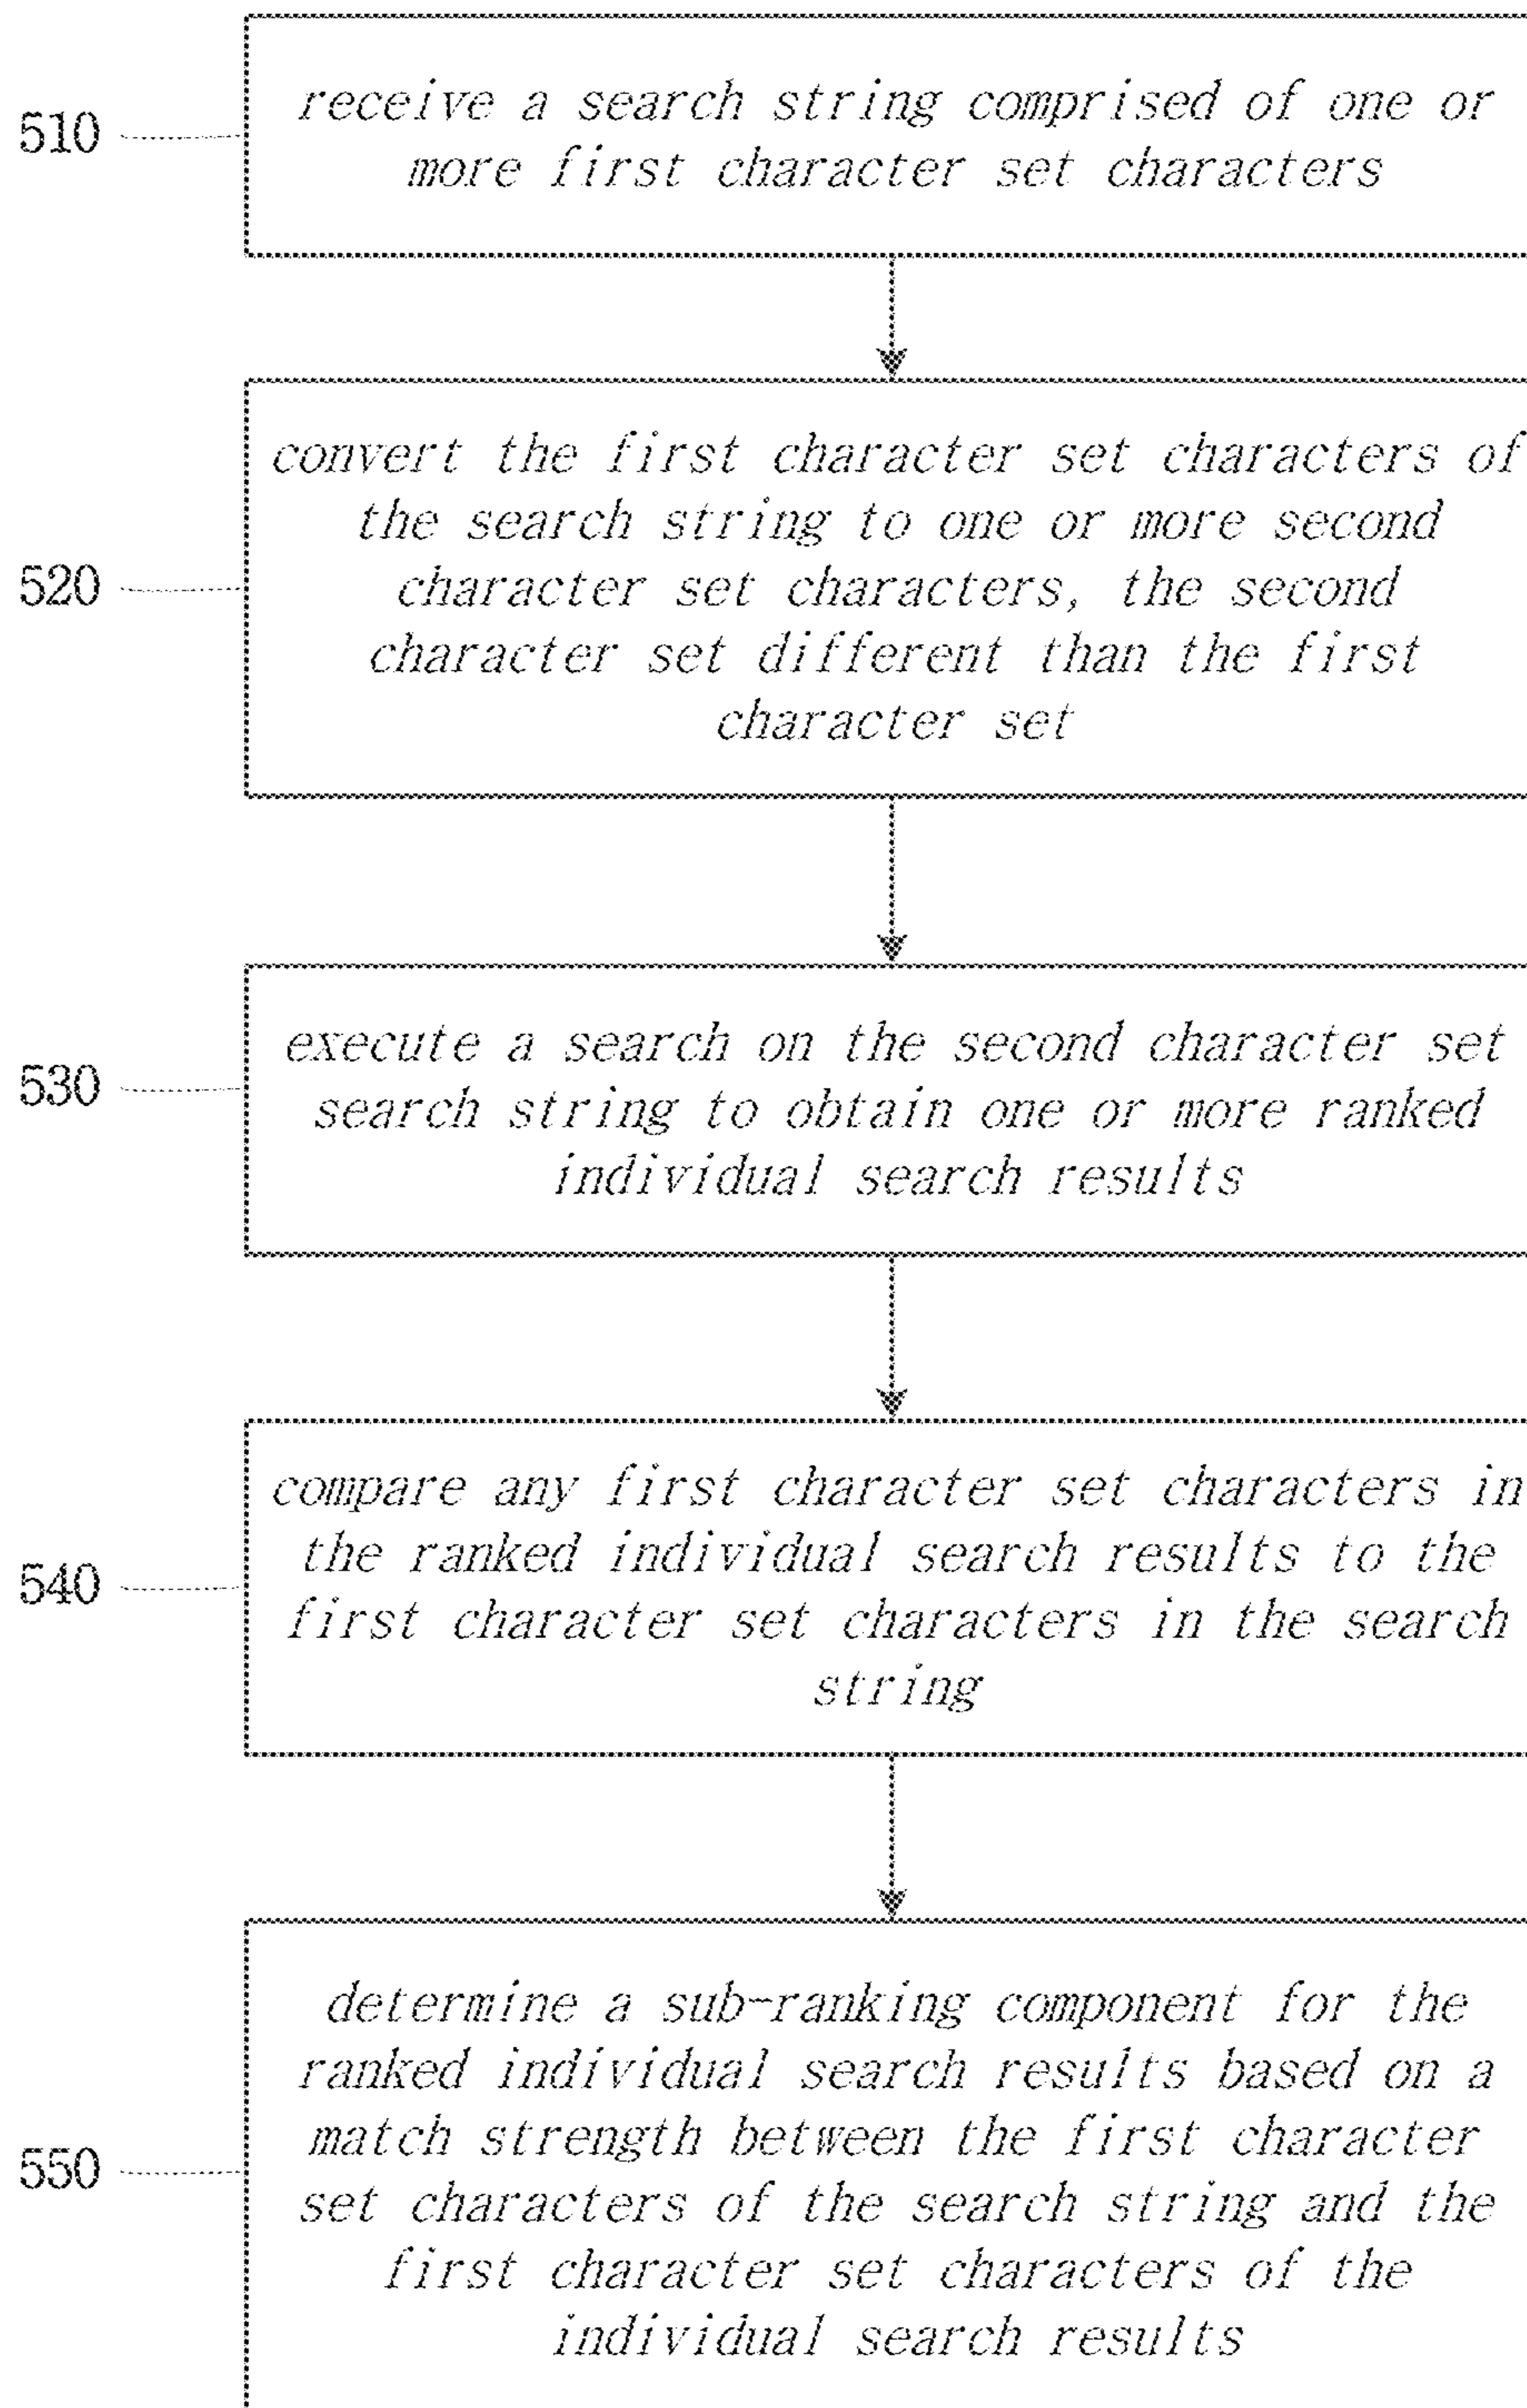 510
receive a search string comprised of one or
more first character set characters
520
convert the first character set characters of
the search string to one or more second
character set characters, the second
character set different than the first
character set
530
execute a search on the second character set
search string to obtain one or more ranked
individual search results
540
compare any first character set characters in
the ranked individual search results to the
first character set characters in the search
string
550
determine a sub-ranking component for the
ranked individual search results based on a
match strength between the first character
set characters of the search string and the
first character set characters of the
individual search results